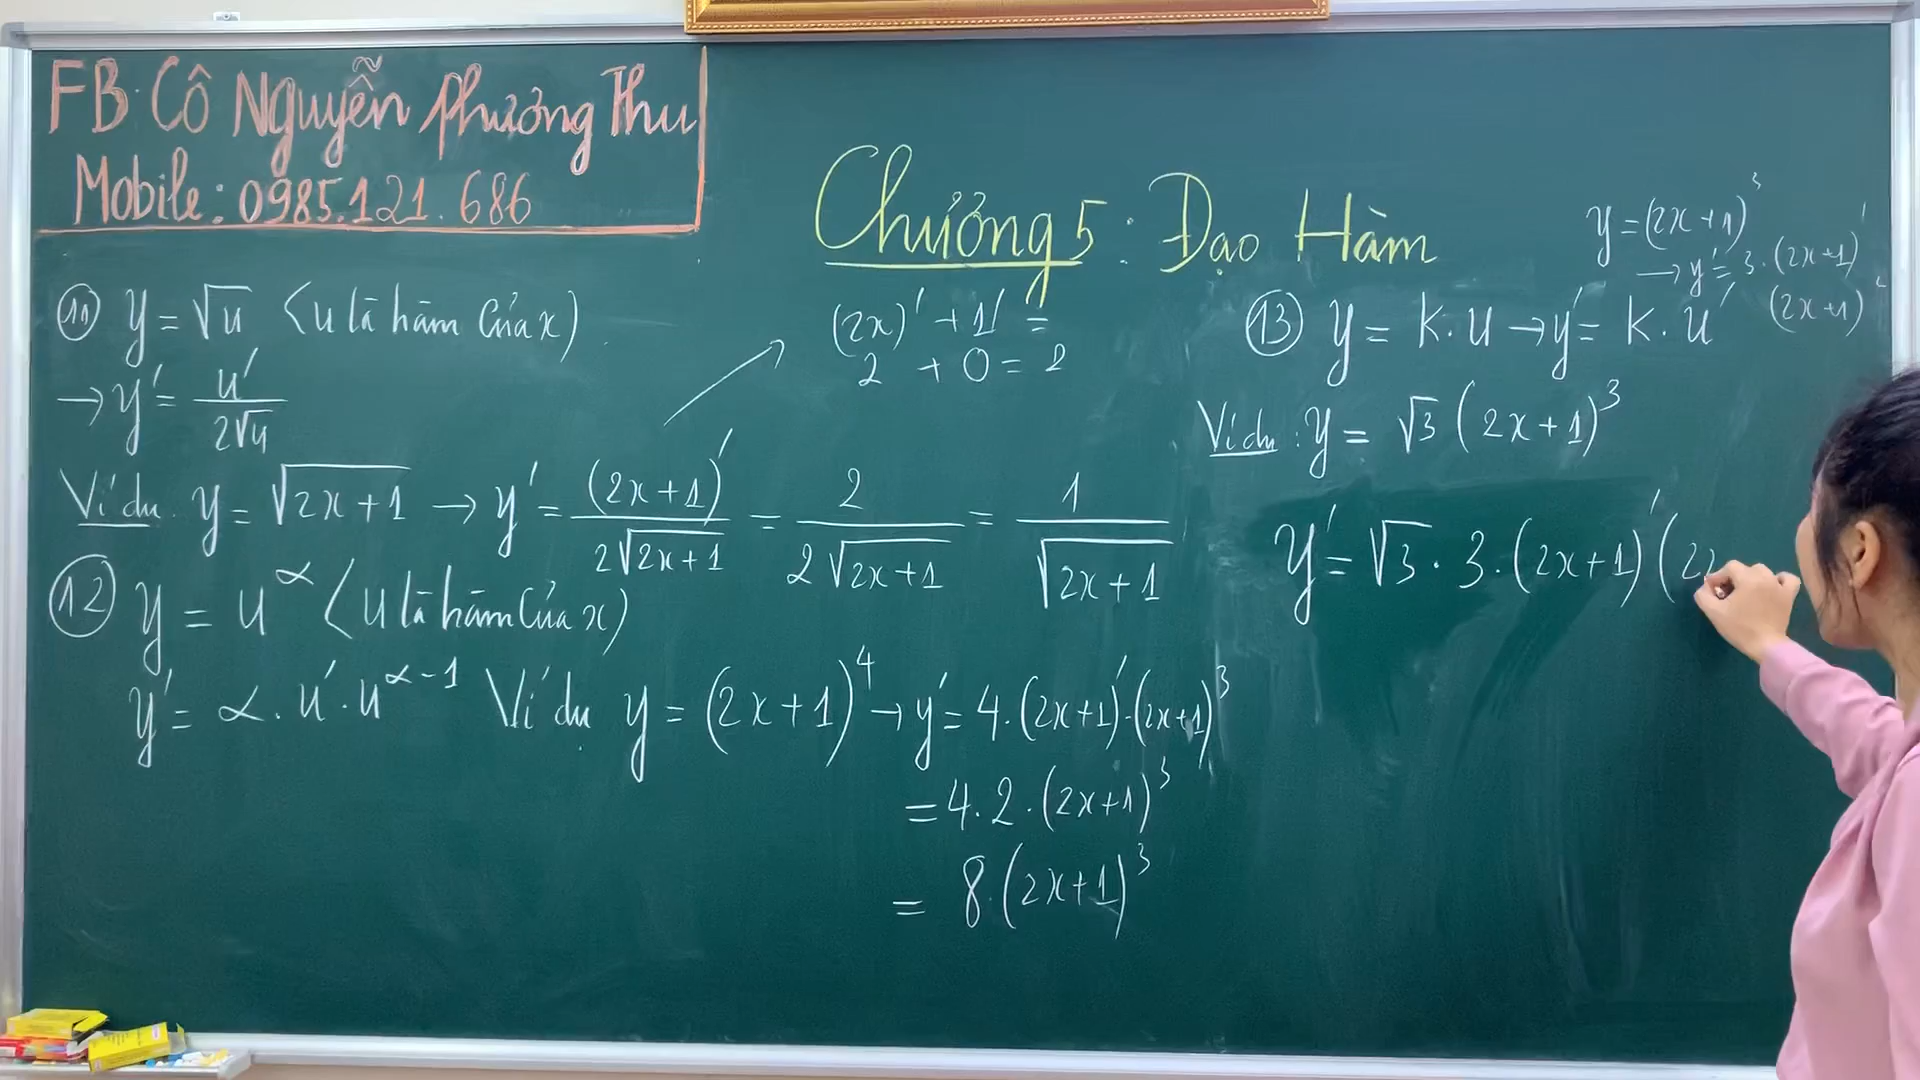 FB: Cô Nguyễn Phương Thu
Mobile: 0985.121.686
Chương 5: Đạo Hàm
⑪ y = √u (u là hàm của x)
→ y' = u' / 2√u
Ví dụ: y = √(2x+1) → y' = (2x+1)' / 2√(2x+1) = 2 / 2√(2x+1) = 1 / √(2x+1)
(2x)' + 1' =
2 + 0 = 2
⑫ y = u^α (u là hàm của x)
y' = α . u' . u^(α-1) Ví dụ y = (2x+1)^4 → y' = 4.(2x+1)'.(2x+1)^3
= 4.2.(2x+1)^3
= 8.(2x+1)^3
y = (2x+1)^3
→ y' = 3.(2x+1)'
(2x+1)^2
⑬ y = k.u → y' = k.u'
Ví dụ: y = √3 (2x+1)^3
y' = √3 . 3 . (2x+1)' (2x